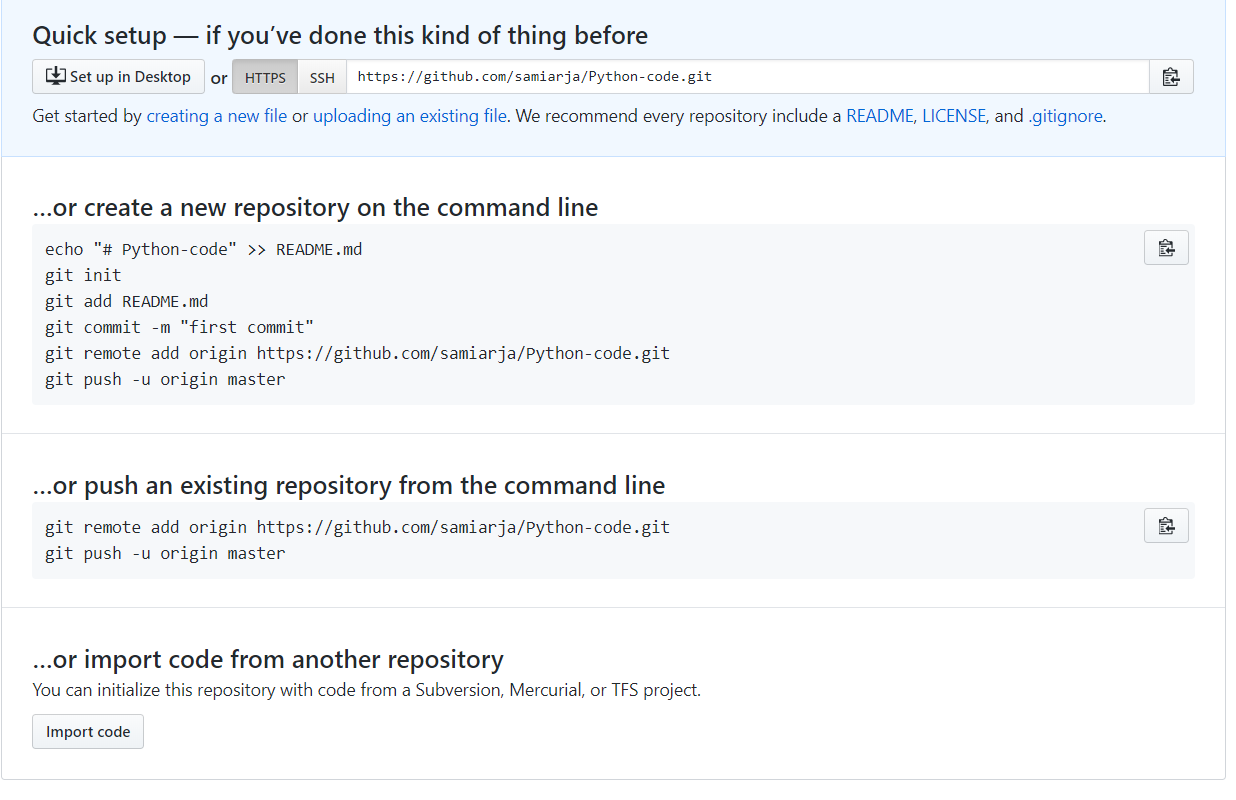 Quick setup — if you’ve done this kind of thing before
Set up in Desktop or HTTPS SSH https://github.com/samiarja/Python-code.git
Get started by creating a new file or uploading an existing file. We recommend every repository include a README, LICENSE, and .gitignore.
…or create a new repository on the command line
echo "# Python-code" >> README.md
git init
git add README.md
git commit -m "first commit"
git remote add origin https://github.com/samiarja/Python-code.git
git push -u origin master
…or push an existing repository from the command line
git remote add origin https://github.com/samiarja/Python-code.git
git push -u origin master
…or import code from another repository
You can initialize this repository with code from a Subversion, Mercurial, or TFS project.
Import code